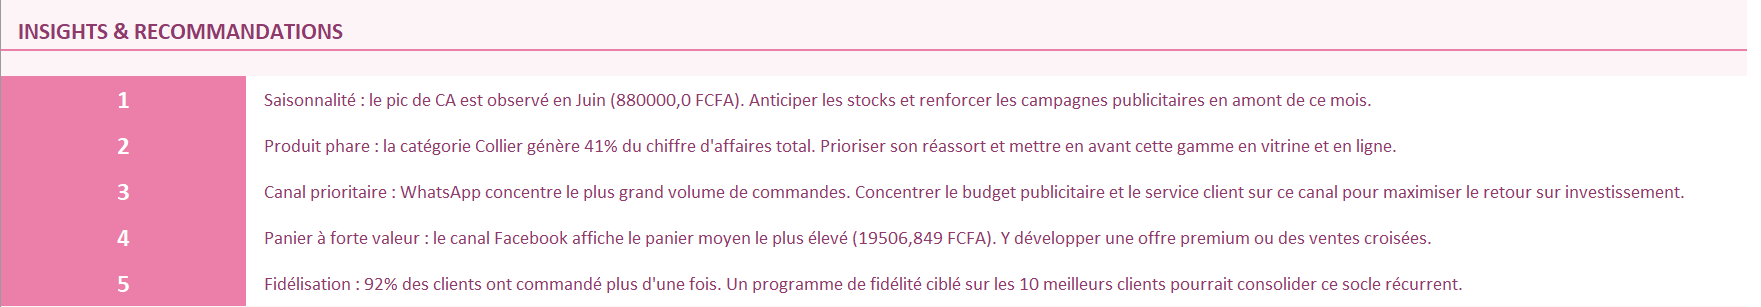 INSIGHTS & RECOMMANDATIONS
1 Saisonnalité : le pic de CA est observé en Juin (880000,0 FCFA). Anticiper les stocks et renforcer les campagnes publicitaires en amont de ce mois.
2 Produit phare : la catégorie Collier génère 41% du chiffre d'affaires total. Prioriser son réassort et mettre en avant cette gamme en vitrine et en ligne.
3 Canal prioritaire : WhatsApp concentre le plus grand volume de commandes. Concentrer le budget publicitaire et le service client sur ce canal pour maximiser le retour sur investissement.
4 Panier à forte valeur : le canal Facebook affiche le panier moyen le plus élevé (19506,849 FCFA). Y développer une offre premium ou des ventes croisées.
5 Fidélisation : 92% des clients ont commandé plus d'une fois. Un programme de fidélité ciblé sur les 10 meilleurs clients pourrait consolider ce socle récurrent.